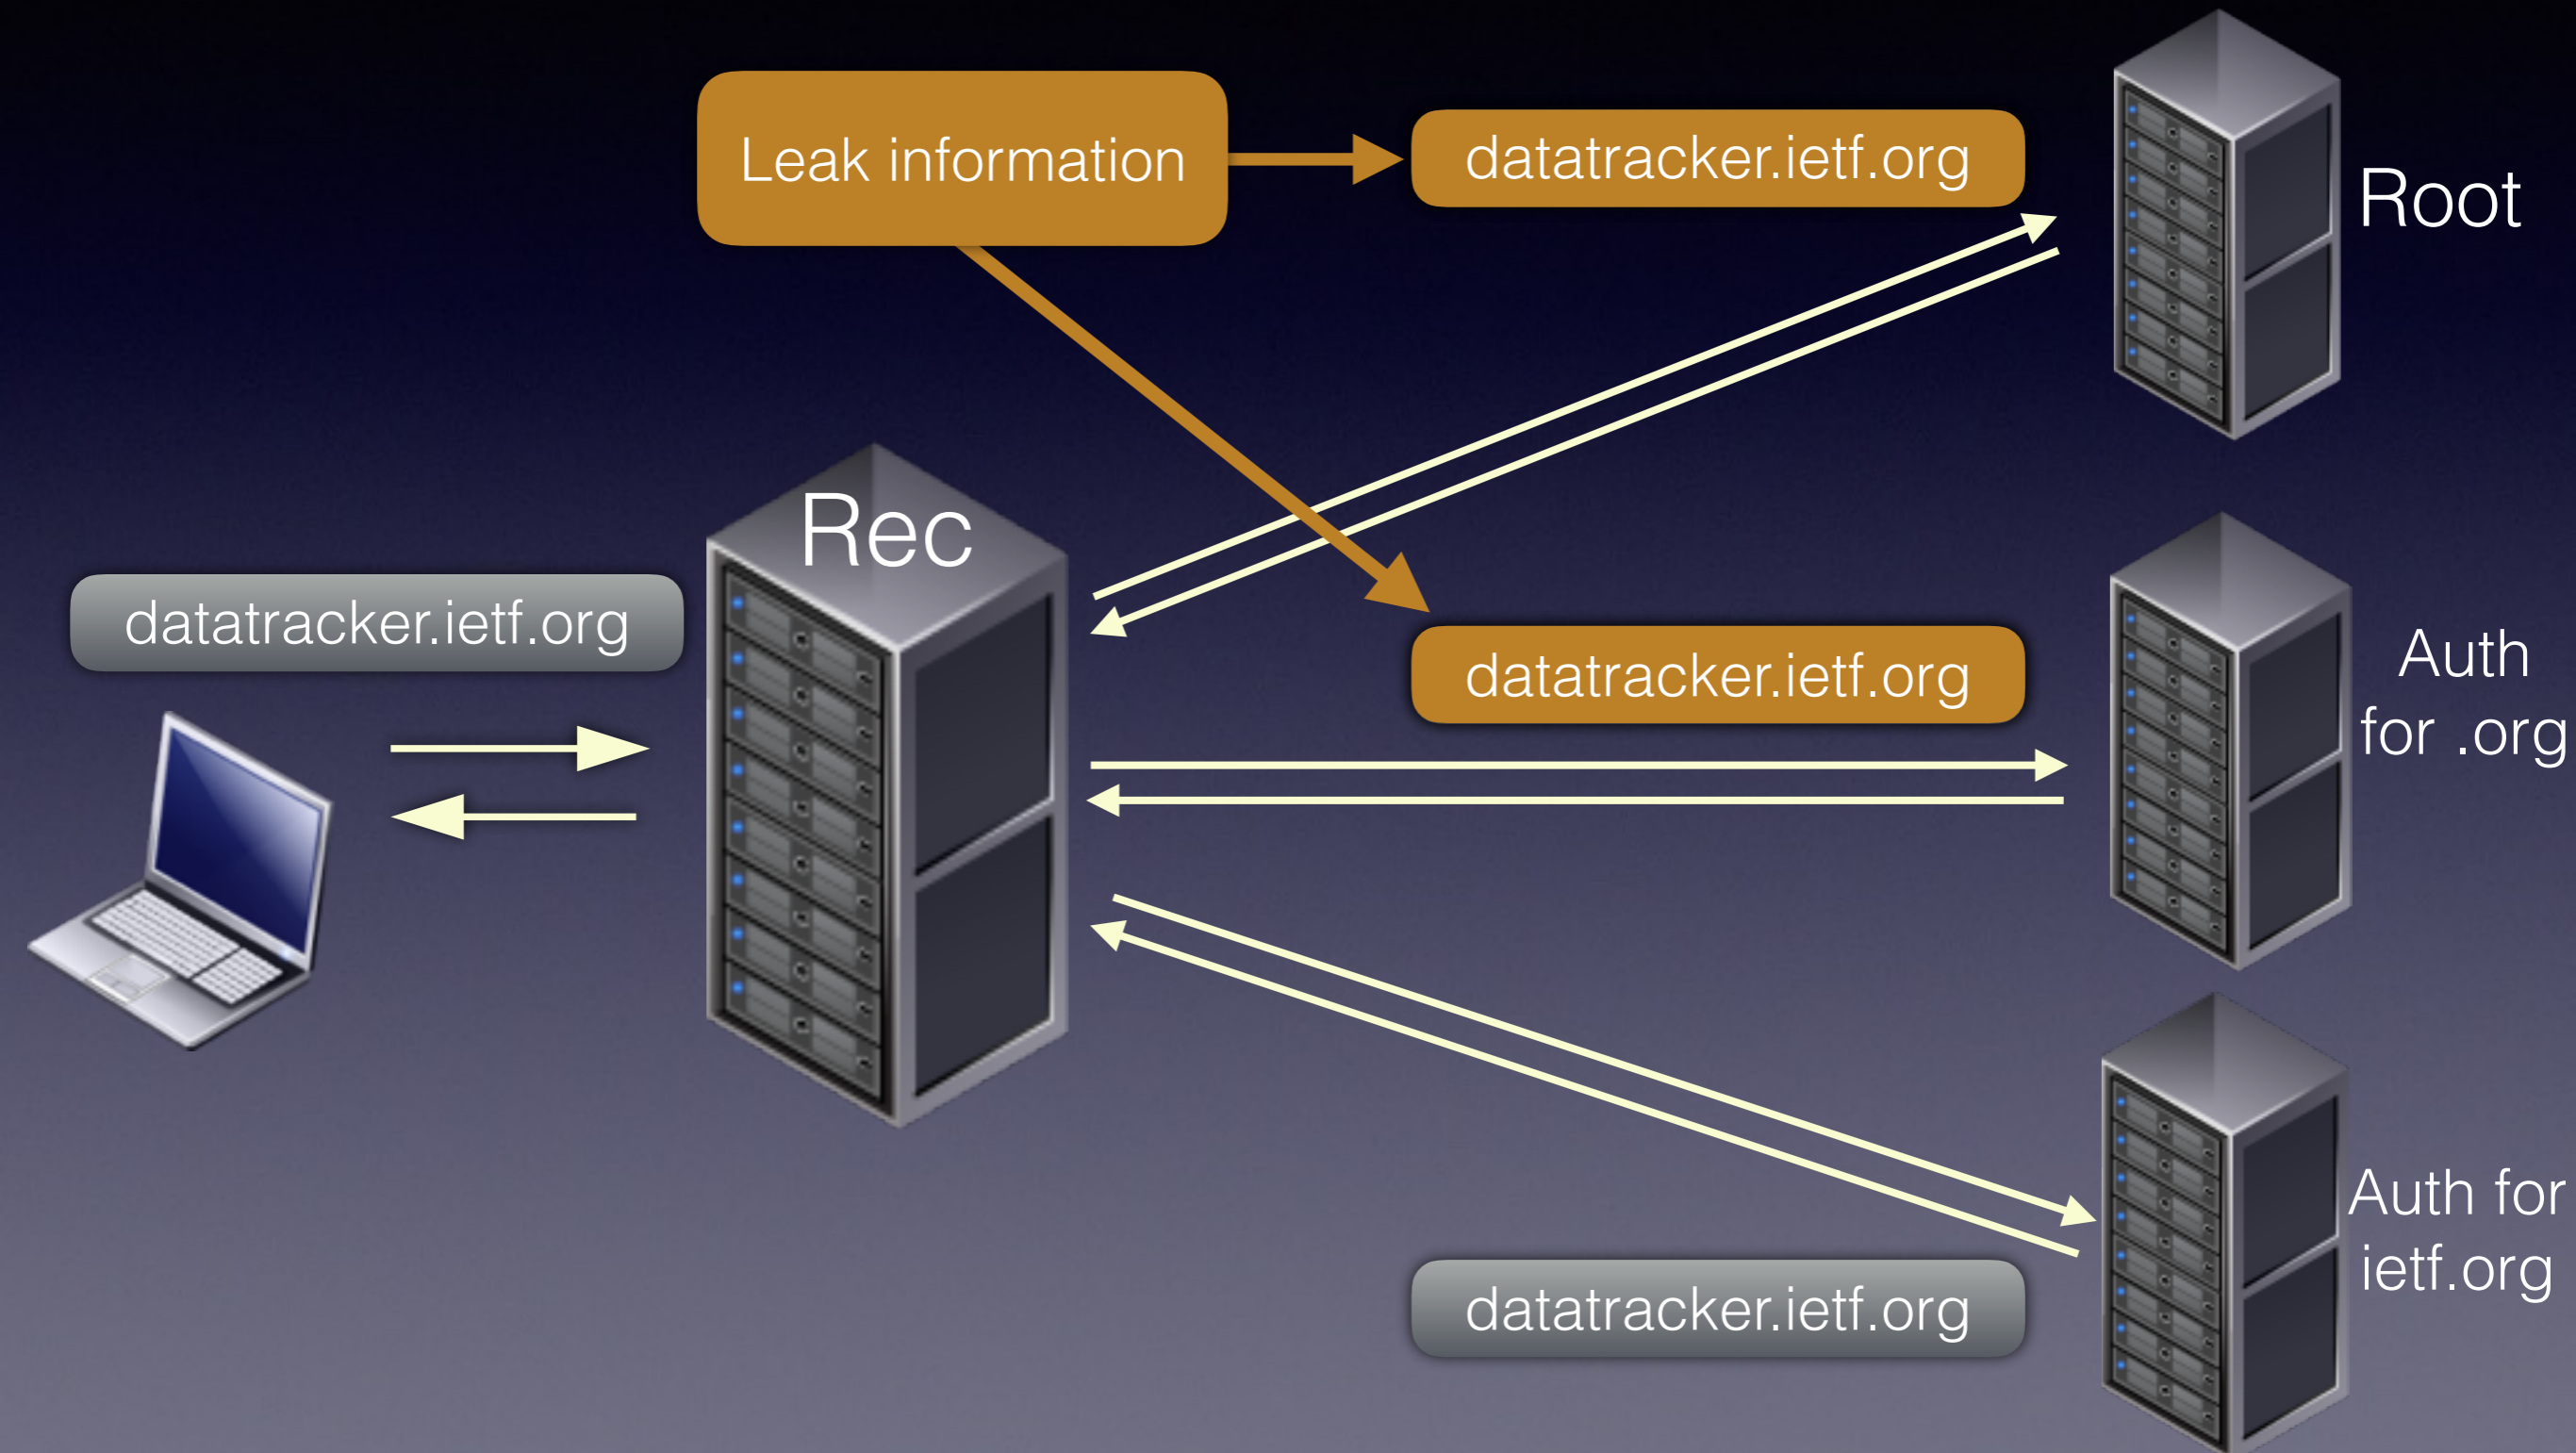 Leak information
datatracker.ietf.org
Root
Rec
datatracker.ietf.org
datatracker.ietf.org
Auth
for .org
Auth for
ietf.org
datatracker.ietf.org